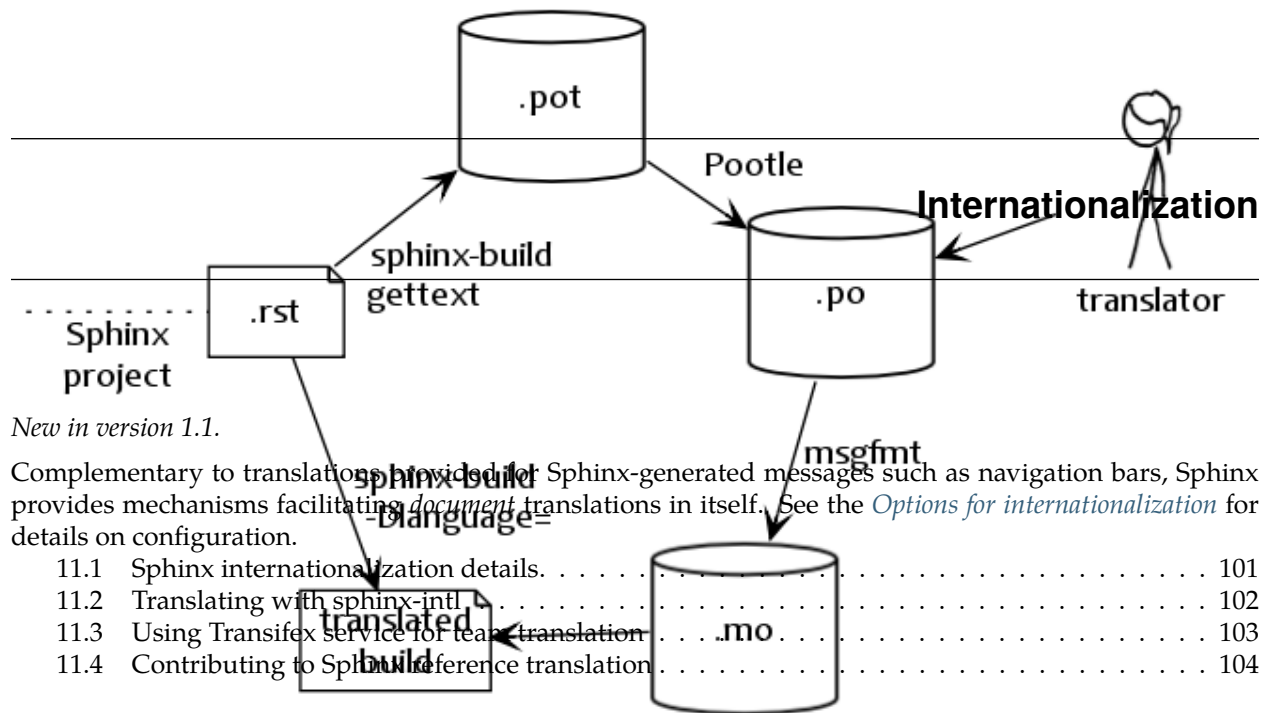 .pot
Pootle
Internationalization
sphinx-build
gettext
.po
translator
.rst
Sphinx
project
New in version 1.1.
msgfmt
Complementary to translations provided for Sphinx-generated messages such as navigation bars, Sphinx
provides mechanisms facilitating document translations in itself. See the Options for internationalization for
details on configuration.
sphinx-build
-Dlanguage=
11.1 Sphinx internationalization details. . . . . . . . . . . . . . . . . . . . . . . . . . . . . . 101
11.2 Translating with sphinx-intl . . . . . . . . . . . . . . . . . . . . . . . . . . . . . . . . . 102
11.3 Using Transifex service for team translation . . . . . . . . . . . . . . . . . . . . . . . . . 103
11.4 Contributing to Sphinx reference translation . . . . . . . . . . . . . . . . . . . . . . . . . 104
translated
build
.mo